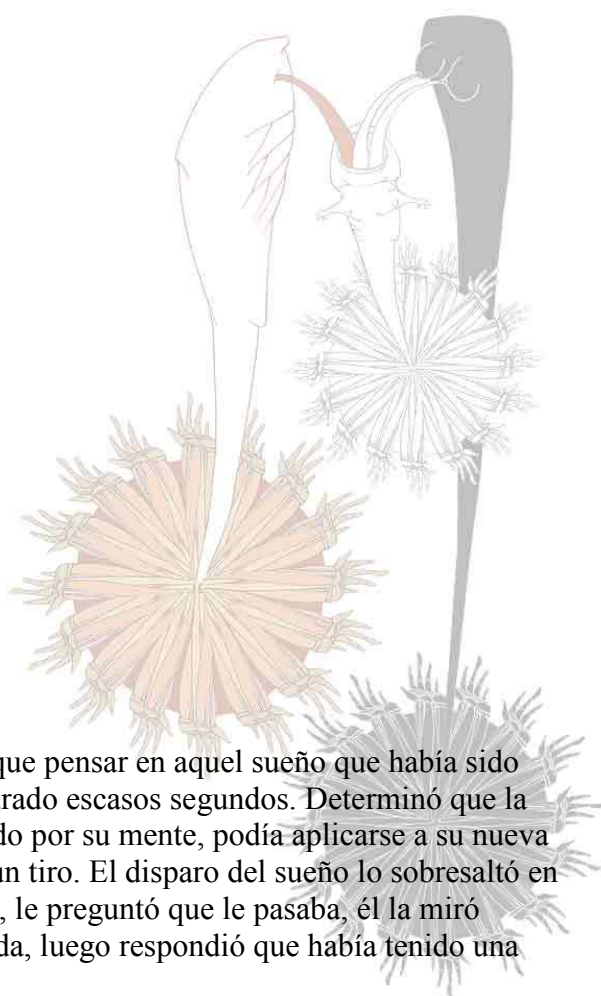 que pensar en aquel sueño que había sido
rado escasos segundos. Determinó que la
do por su mente, podía aplicarse a su nueva
un tiro. El disparo del sueño lo sobresaltó en
, le preguntó que le pasaba, él la miró
da, luego respondió que había tenido una